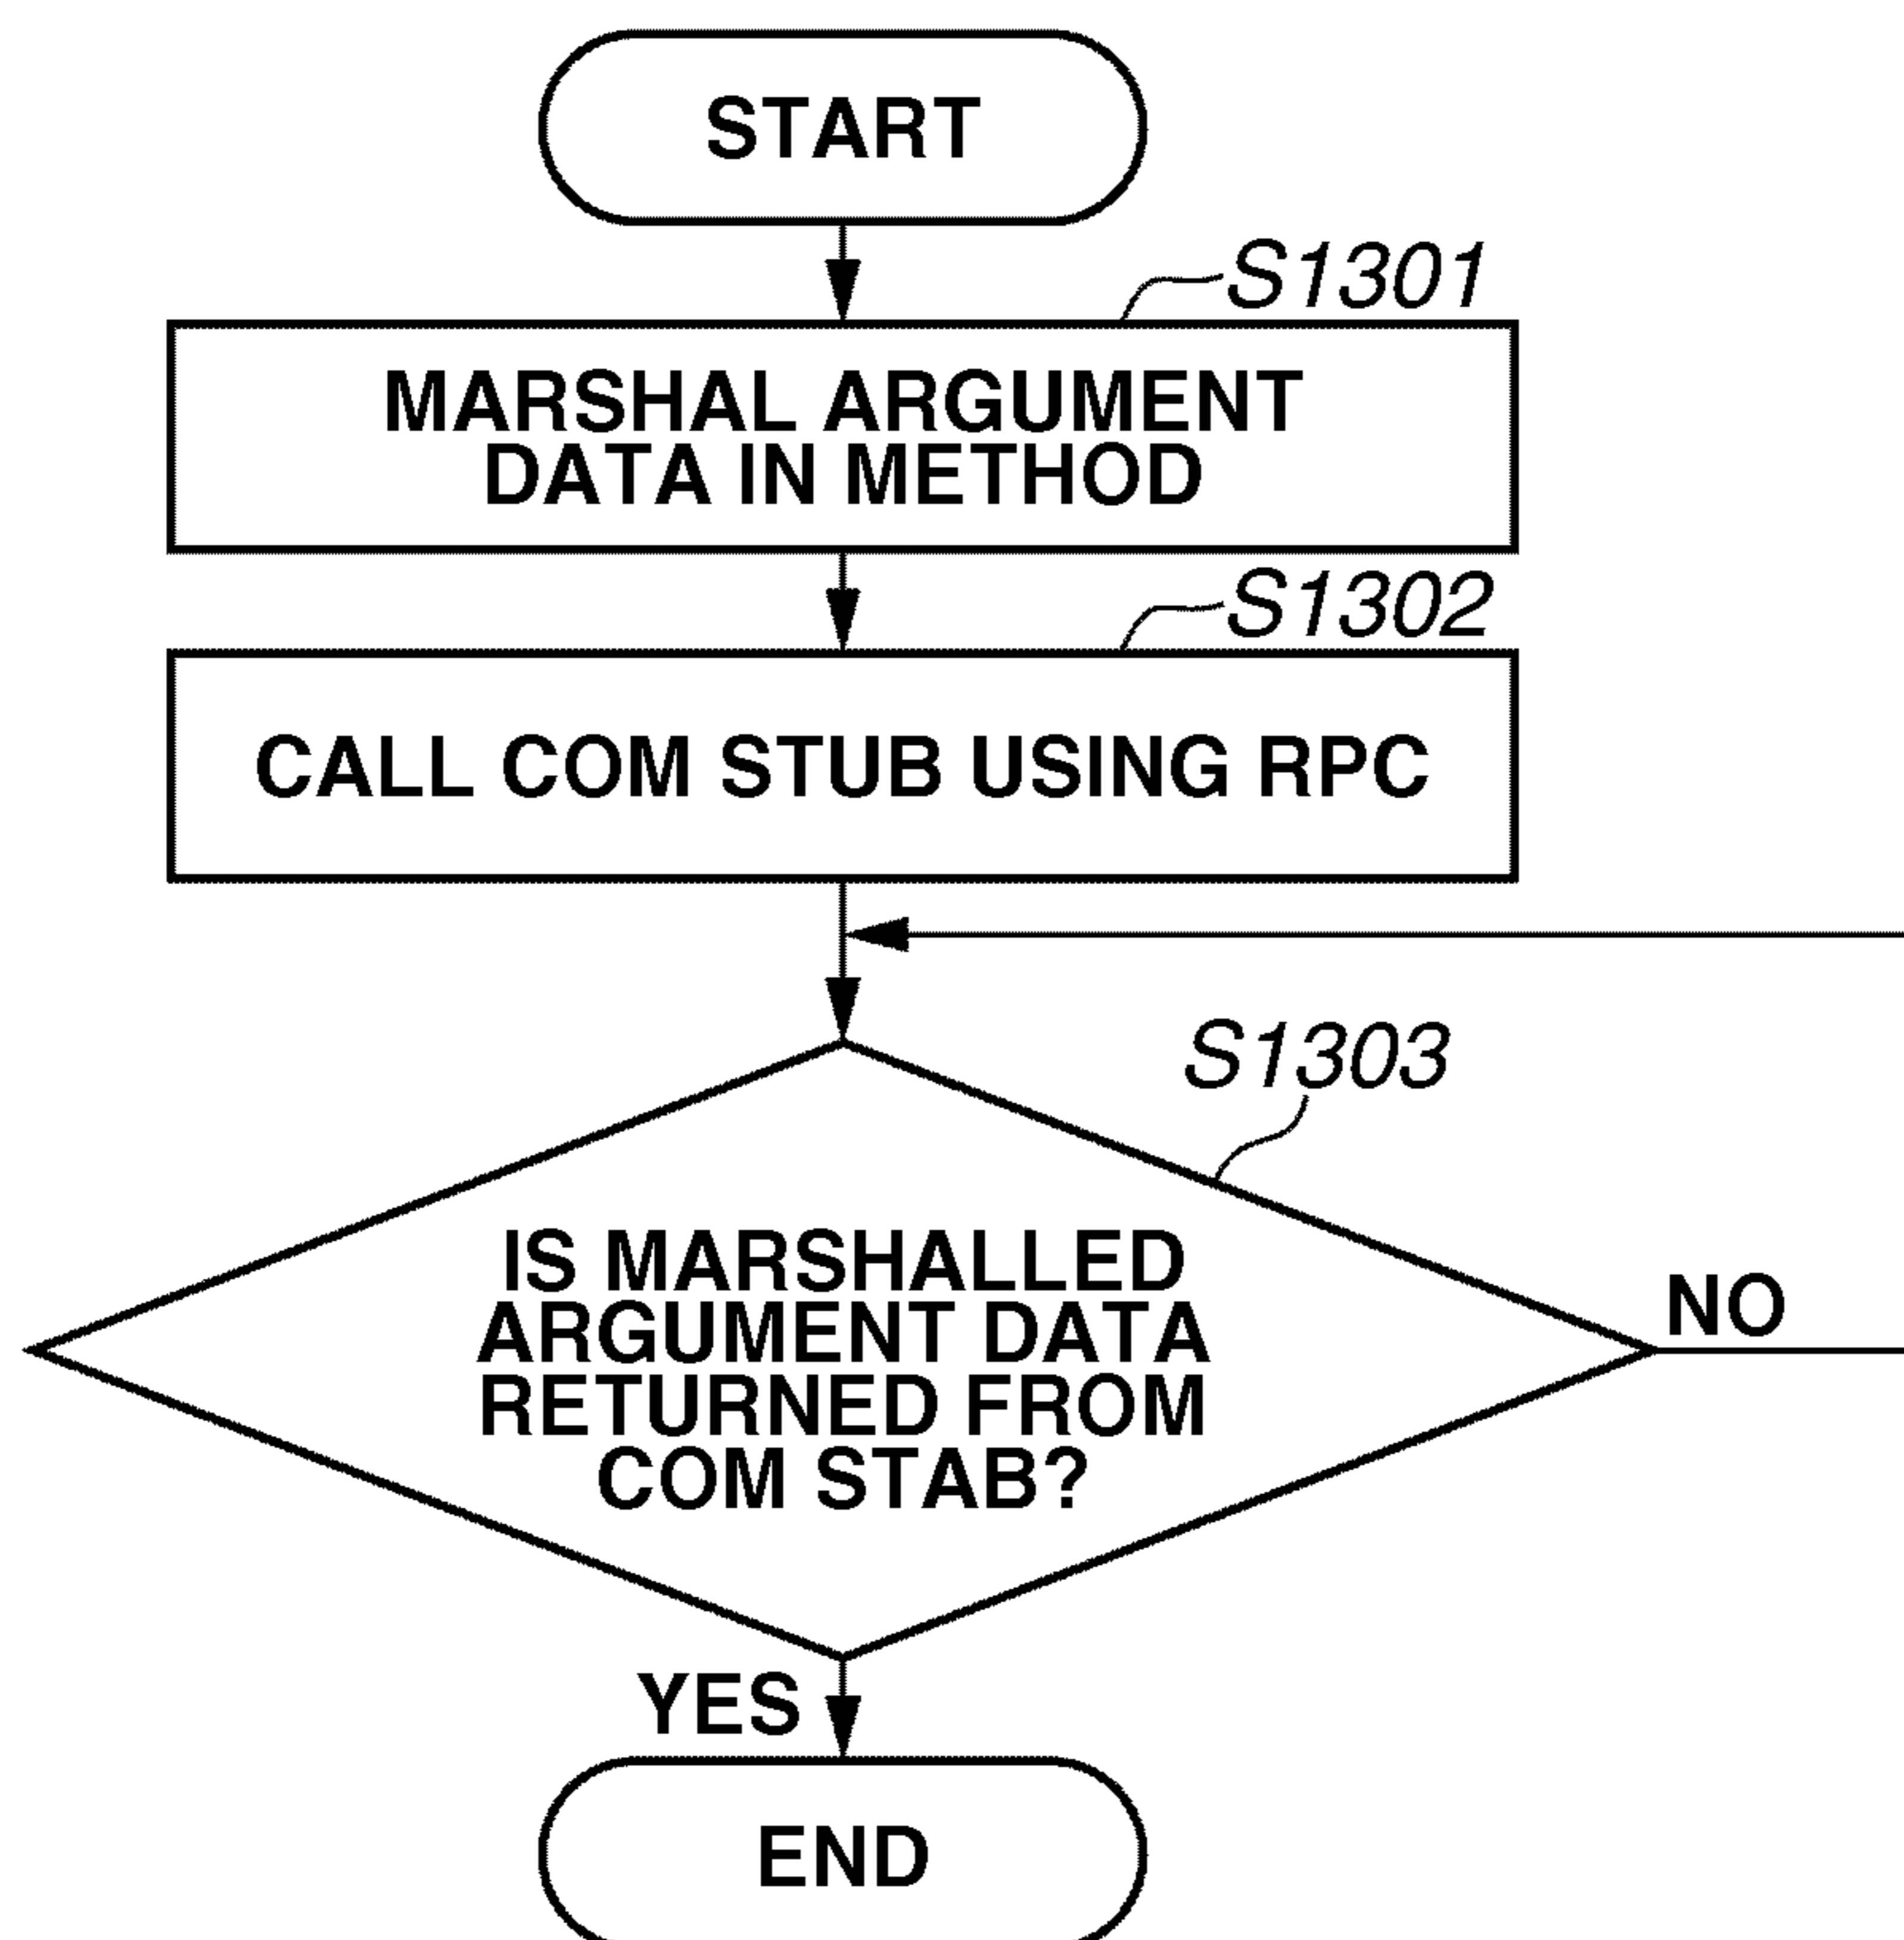 START
S1301
MARSHAL ARGUMENT
DATA IN METHOD
S1302
CALL COM STUB USING RPC
S1303
IS MARSHALLED
ARGUMENT DATA
RETURNED FROM
COM STAB?
NO
YES
END